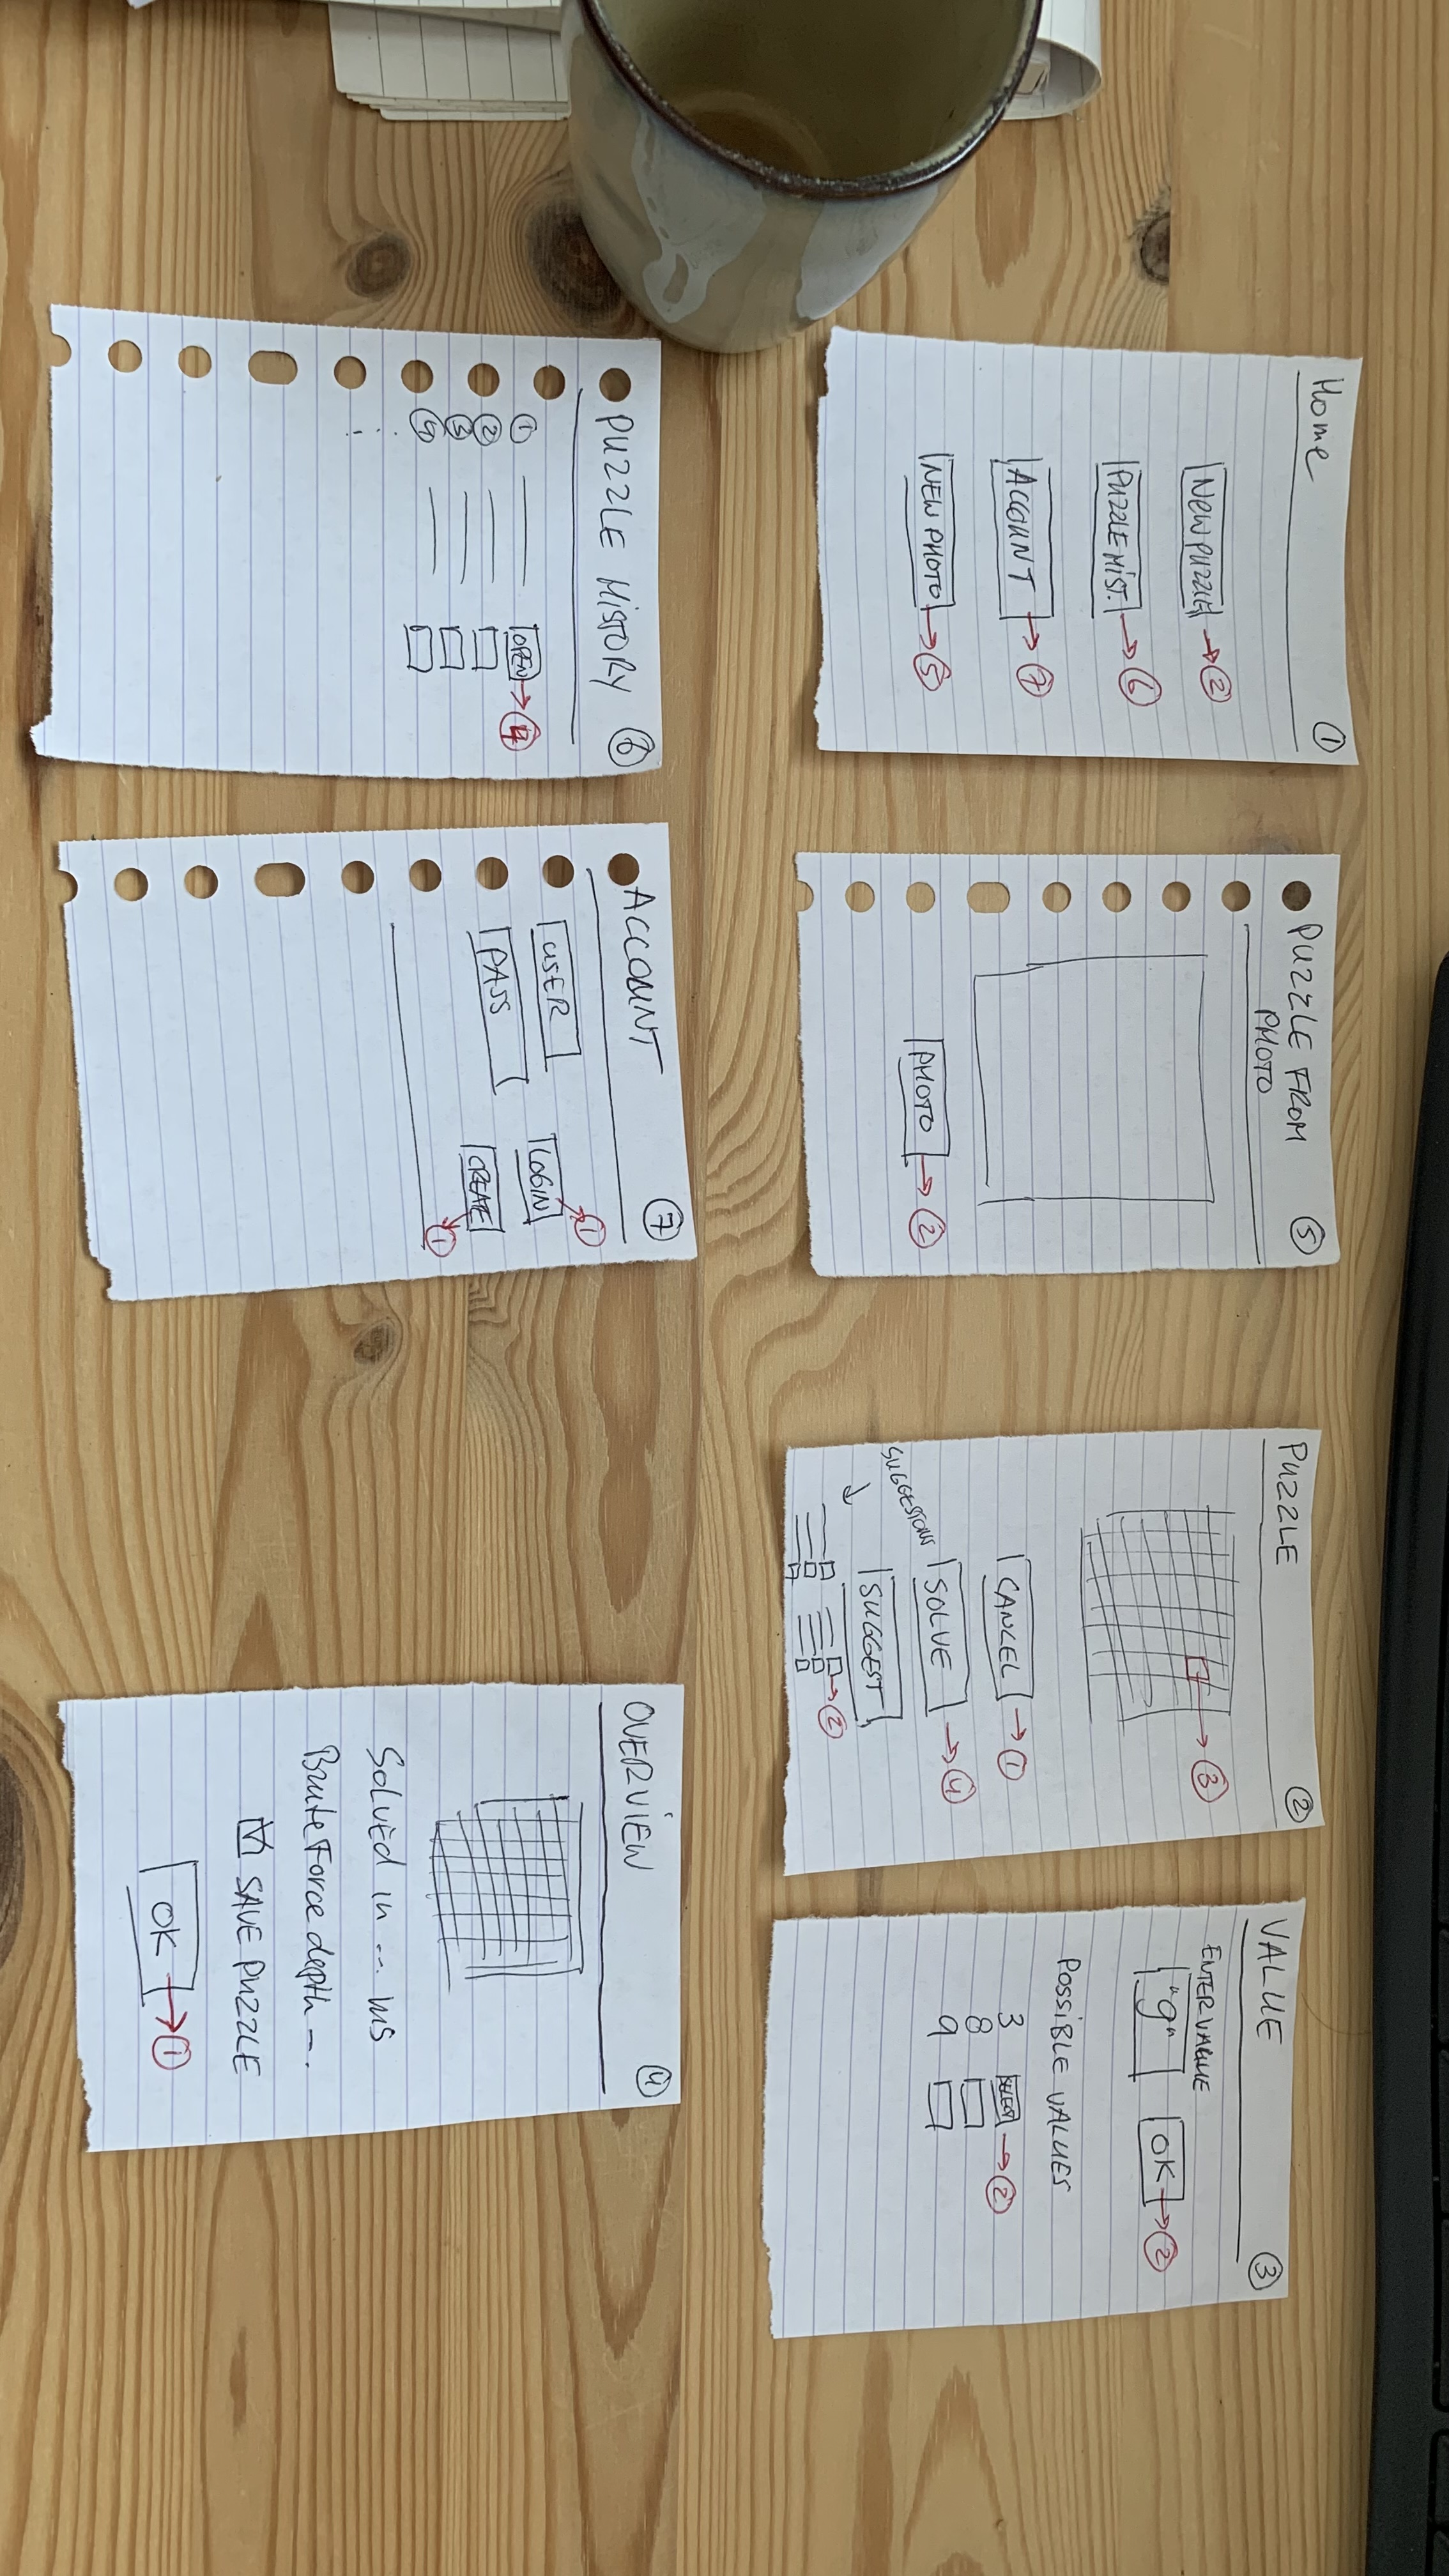 Home 1
NEW PUZZLE → 2
PUZZLE HIST. → 6
ACCOUNT → 7
NEW PHOTO → 5
PUZZLE FROM 5
PHOTO
PHOTO → 2
PUZZLE 2
→ 3
CANCEL → 1
SOLVE → 4
SUGGESTIONS
SUGGEST
→ 2
VALUE 3
ENTER VALUE
"9" OK → 2
POSSIBLE VALUES
3 SELECT → 2
8
9
PUZZLE HISTORY 6
1 OPEN → 4
2
3
4
ACCOUNT 7
1
USER LOGIN
PASS CREATE
1
OVERVIEW 4
SOLVED in --- ms
Brute Force depth --.
SAVE PUZZLE
OK → 1